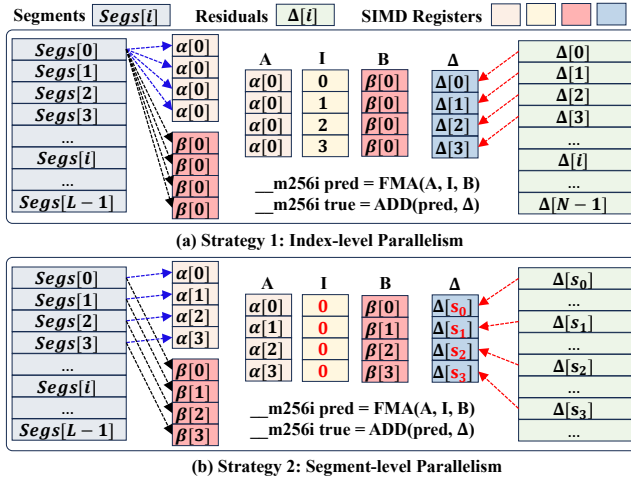 Segments Segs[i] Residuals Δ[i] SIMD Registers
Segs[0]
Segs[1]
Segs[2]
Segs[3]
...
Segs[i]
...
Segs[L − 1]
α[0]
α[0]
α[0]
α[0]
β[0]
β[0]
β[0]
β[0]
A I B Δ
α[0] 0 β[0] Δ[0]
α[0] 1 β[0] Δ[1]
α[0] 2 β[0] Δ[2]
α[0] 3 β[0] Δ[3]
__m256i pred = FMA(A, I, B)
__m256i true = ADD(pred, Δ)
Δ[0]
Δ[1]
Δ[2]
Δ[3]
...
Δ[i]
...
Δ[N − 1]
(a) Strategy 1: Index-level Parallelism
Segs[0]
Segs[1]
Segs[2]
Segs[3]
...
Segs[i]
...
Segs[L − 1]
α[0]
α[1]
α[2]
α[3]
β[0]
β[1]
β[2]
β[3]
A I B Δ
α[0] 0 β[0] Δ[s₀]
α[1] 0 β[1] Δ[s₁]
α[2] 0 β[2] Δ[s₂]
α[3] 0 β[3] Δ[s₃]
__m256i pred = FMA(A, I, B)
__m256i true = ADD(pred, Δ)
Δ[s₀]
...
Δ[s₁]
...
Δ[s₂]
...
Δ[s₃]
...
(b) Strategy 2: Segment-level Parallelism